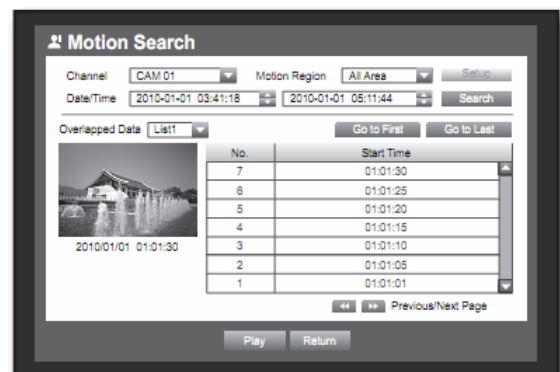 Motion Search
Channel CAM 01 Motion Region All Area Setup
Date/Time 2010-01-01 03:41:16 2010-01-01 05:11:44 Search
Overlapped Data List1 Go to First Go to Last
No. Start Time
7 01:01:30
6 01:01:25
5 01:01:20
4 01:01:15
3 01:01:10
2 01:01:05
1 01:01:01
2010/01/01 01:01:30
Previous/Next Page
Play Return